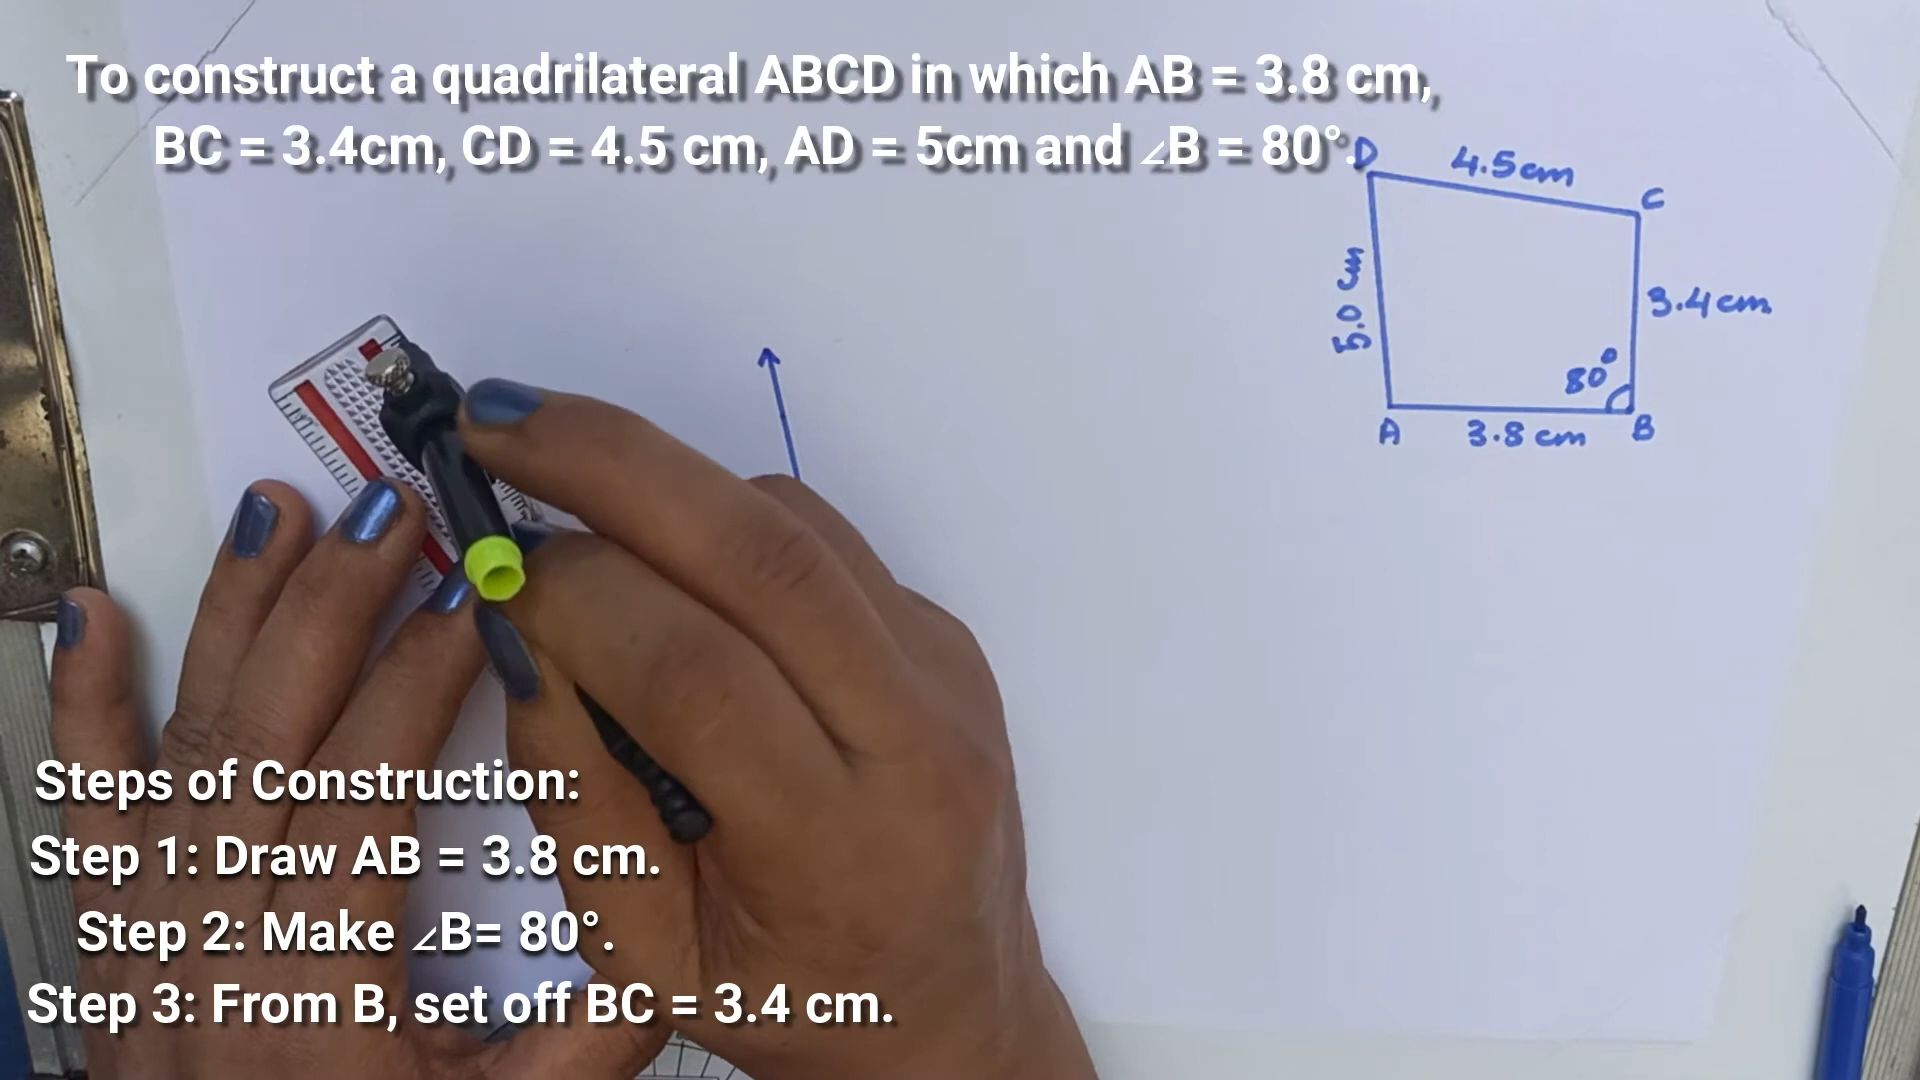 To construct a quadrilateral ABCD in which AB = 3.8 cm,
BC = 3.4cm, CD = 4.5 cm, AD = 5cm and ∠B = 80°.
D
4.5cm
C
5.0 cm
3.4cm
80°
A
3.8 cm
B
Steps of Construction:
Step 1: Draw AB = 3.8 cm.
Step 2: Make ∠B= 80°.
Step 3: From B, set off BC = 3.4 cm.